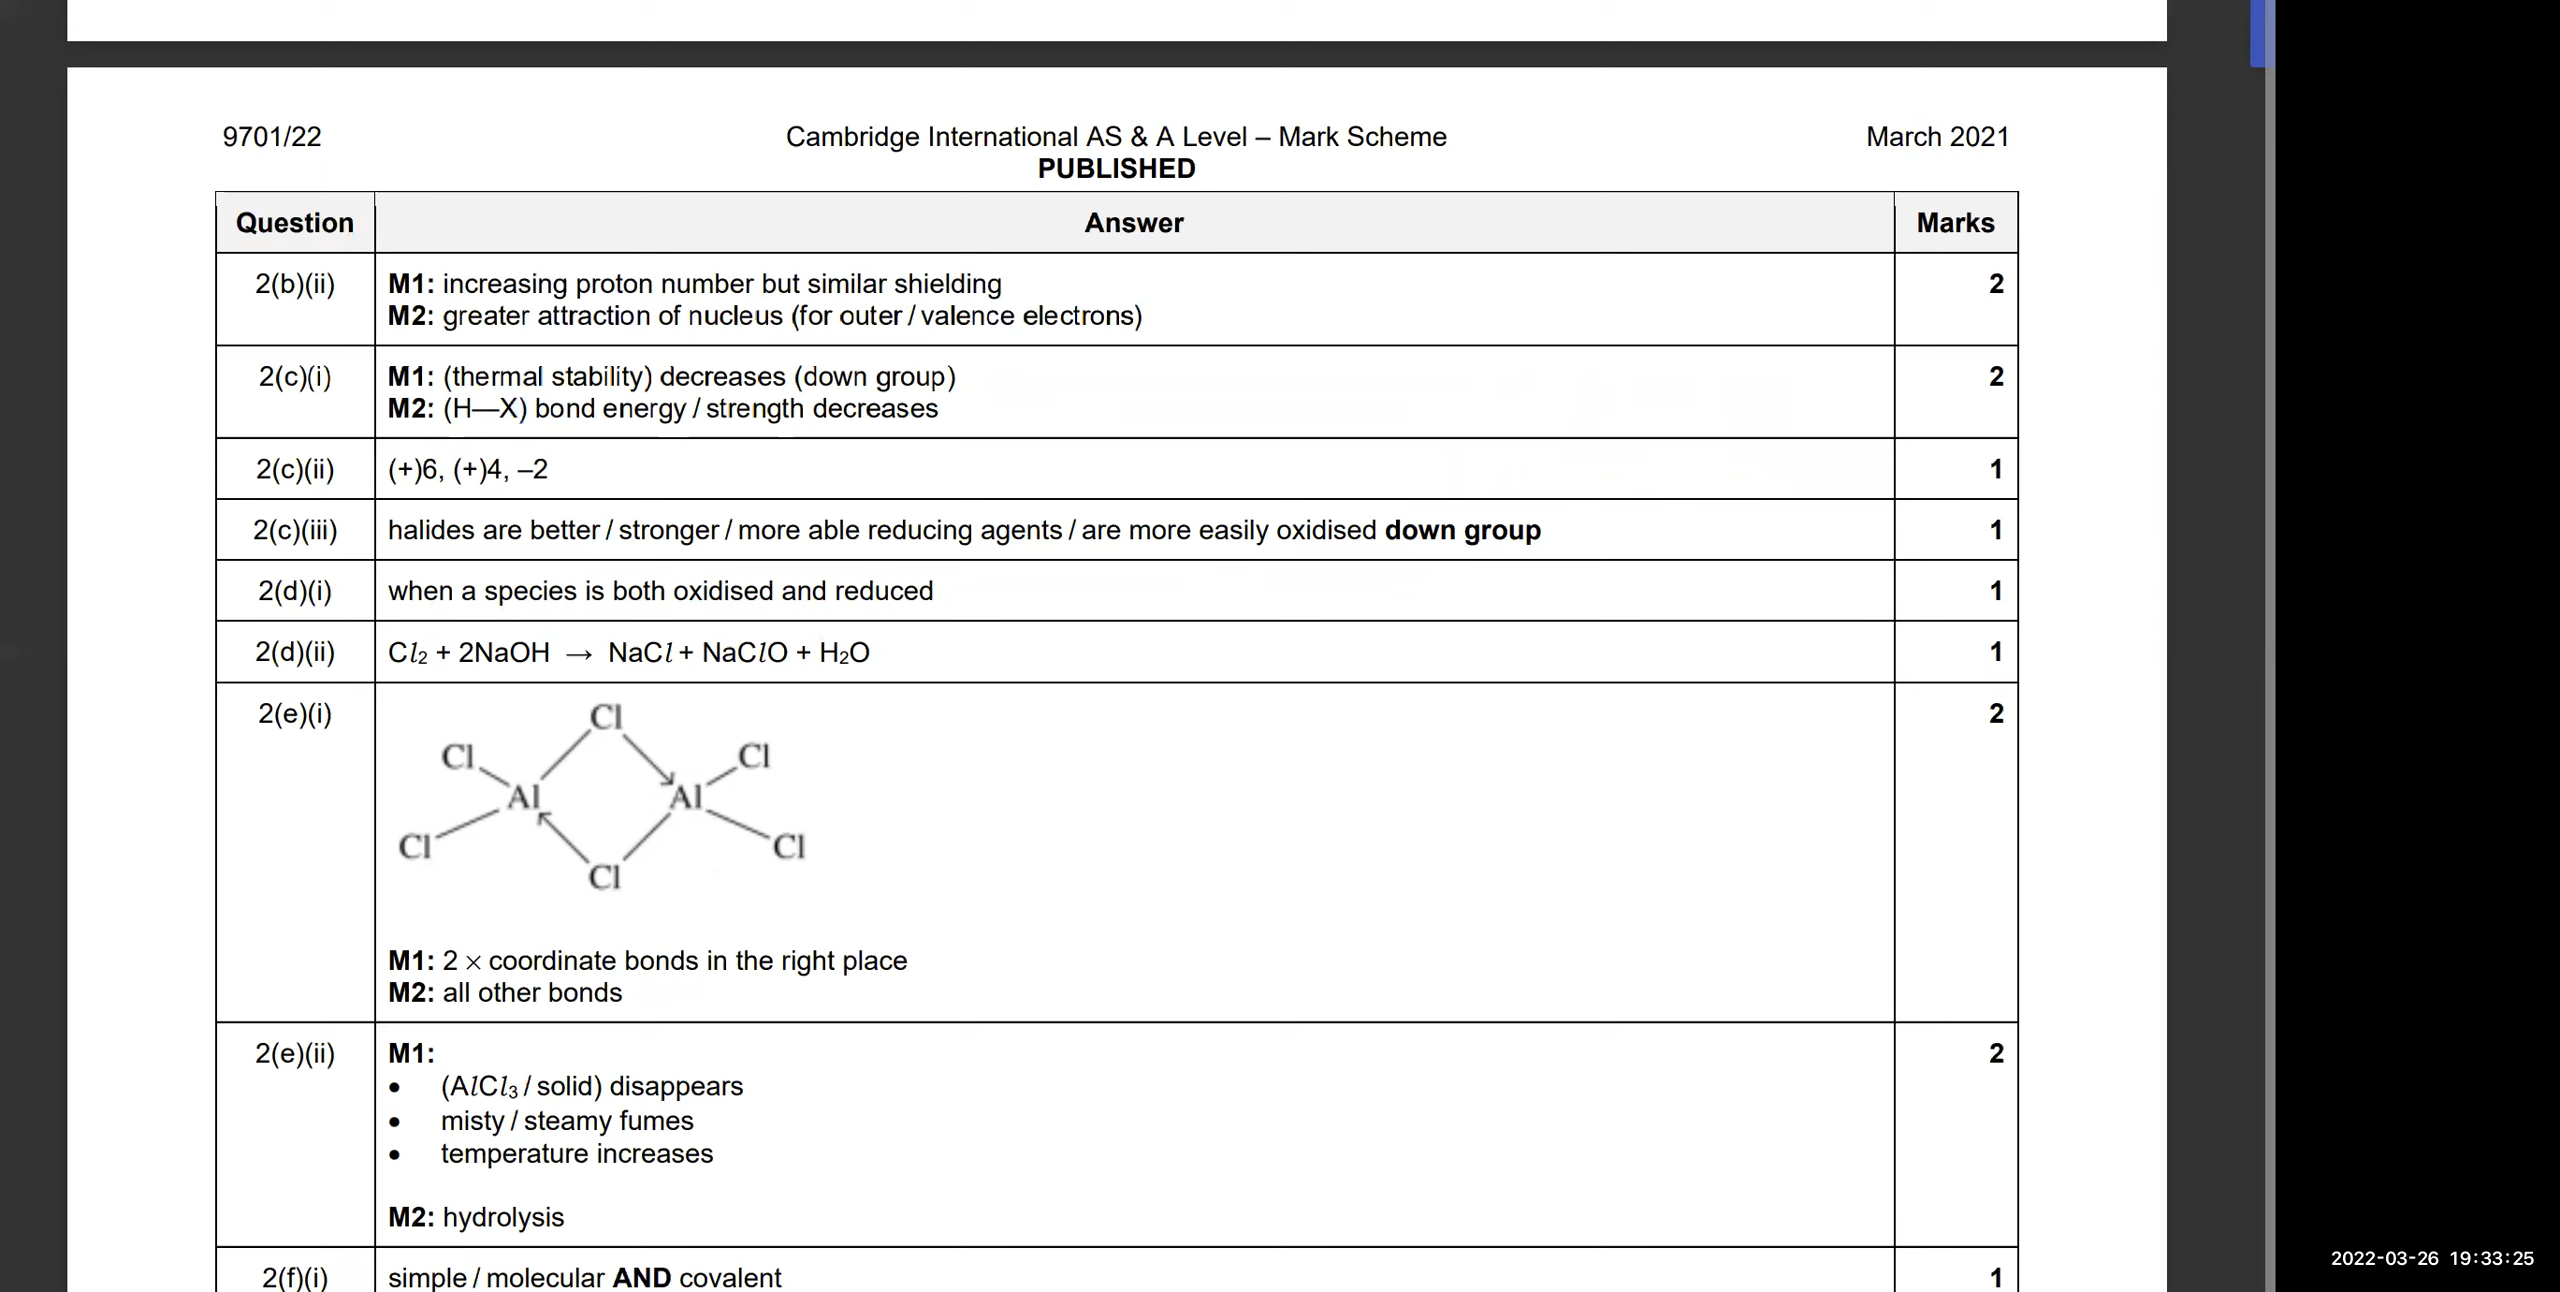 9701/22 Cambridge International AS & A Level – Mark Scheme March 2021
PUBLISHED
Question Answer Marks
2(b)(ii) M1: increasing proton number but similar shielding 2
M2: greater attraction of nucleus (for outer / valence electrons)
2(c)(i) M1: (thermal stability) decreases (down group) 2
M2: (H—X) bond energy / strength decreases
2(c)(ii) (+)6, (+)4, –2 1
2(c)(iii) halides are better / stronger / more able reducing agents / are more easily oxidised down group 1
2(d)(i) when a species is both oxidised and reduced 1
2(d)(ii) Cl₂ + 2NaOH → NaCl + NaClO + H₂O 1
2(e)(i) 2
Cl
Cl Cl
Al Al
Cl Cl
Cl
M1: 2 × coordinate bonds in the right place
M2: all other bonds
2(e)(ii) M1: 2
• (AlCl₃ / solid) disappears
• misty / steamy fumes
• temperature increases
M2: hydrolysis
2(f)(i) simple / molecular AND covalent 1
2022-03-26 19:33:25